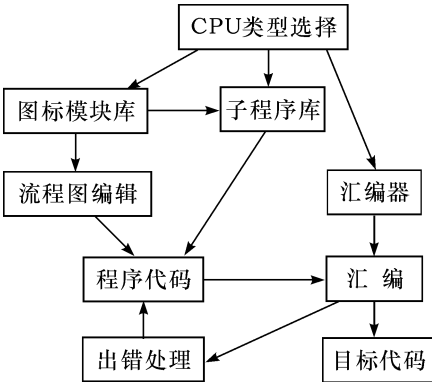 CPU类型选择
图标模块库
子程序库
流程图编辑
汇编器
程序代码
汇 编
出错处理
目标代码